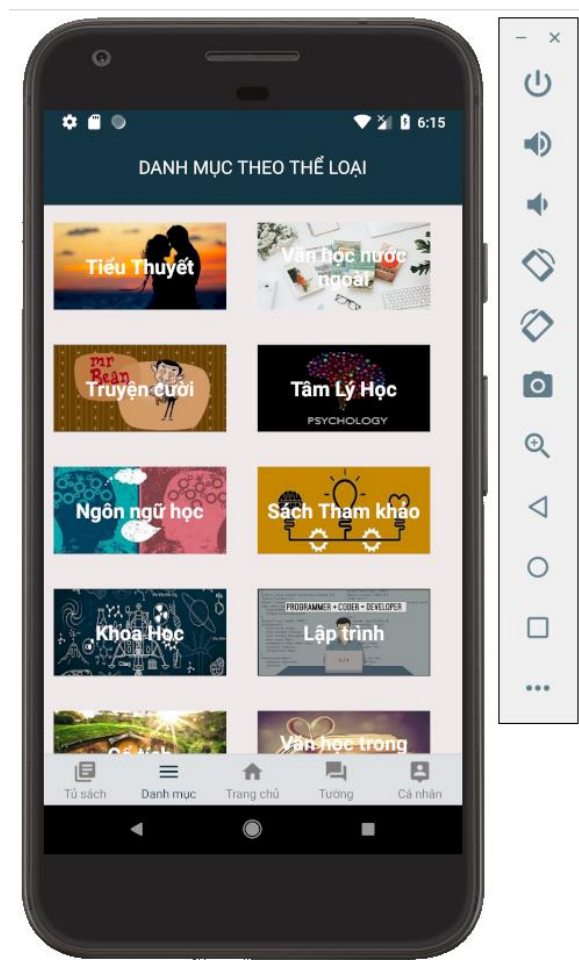 6:15
DANH MỤC THEO THỂ LOẠI
Tiểu Thuyết
Văn học nước
ngoài
mr
Bean
Truyện cười
Tâm Lý Học
PSYCHOLOGY
Ngôn ngữ học
Sách Tham khảo
Khoa Học
PROGRAMMER • CODER • DEVELOPER
Lập trình
</>
Cổ tích
Văn học trong
Tủ sách
Danh mục
Trang chủ
Tường
Cá nhân